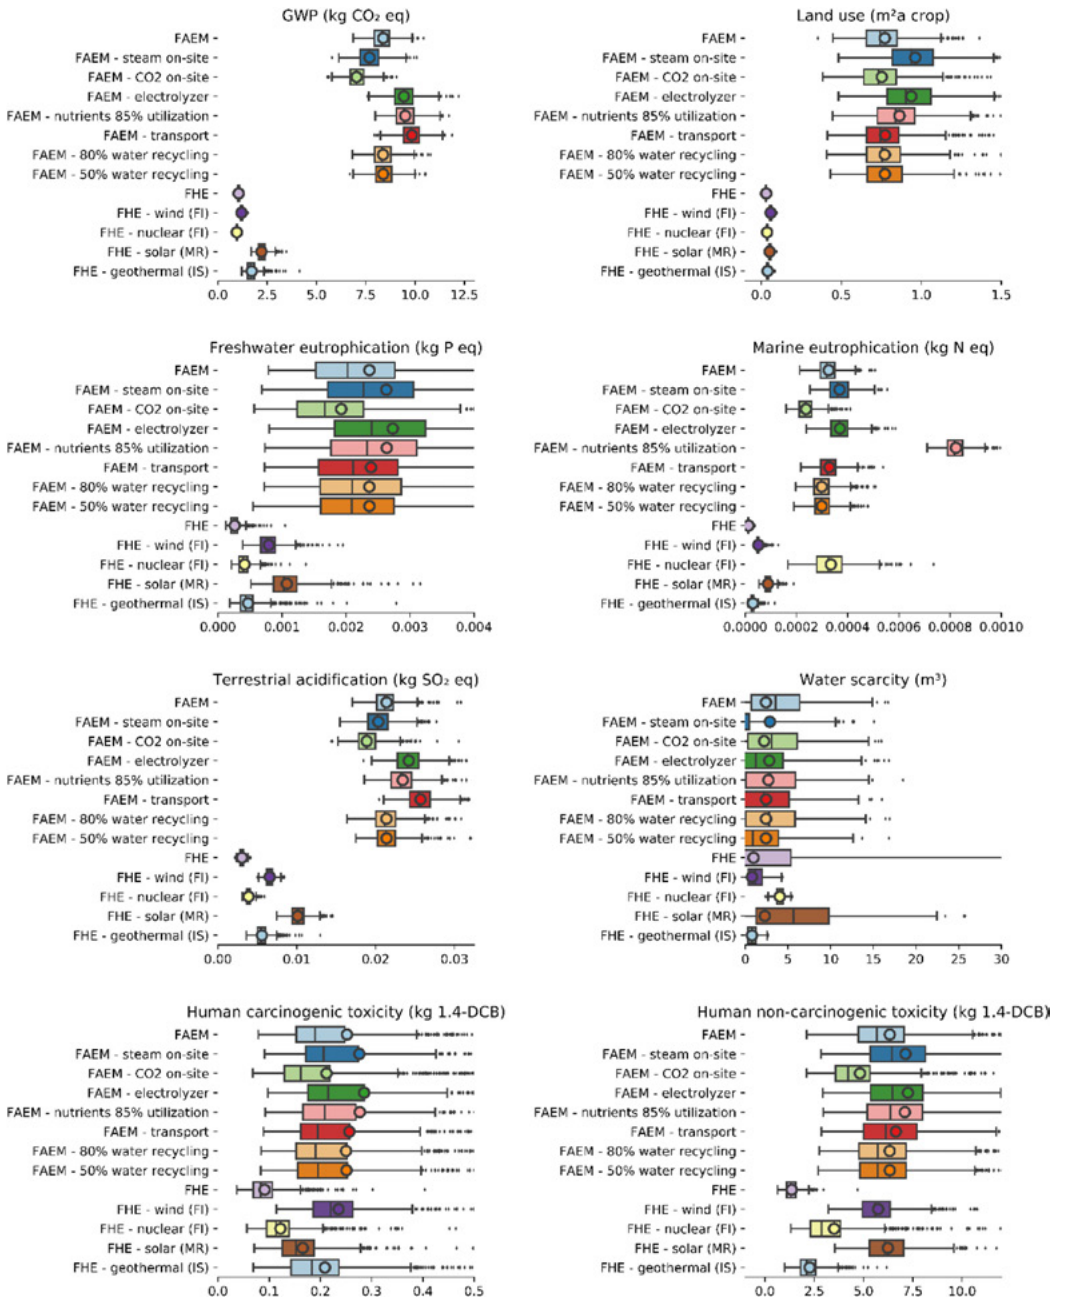 GWP (kg CO₂ eq)
FAEM
FAEM - steam on-site
FAEM - CO2 on-site
FAEM - electrolyzer
FAEM - nutrients 85% utilization
FAEM - transport
FAEM - 80% water recycling
FAEM - 50% water recycling
FHE
FHE - wind (FI)
FHE - nuclear (FI)
FHE - solar (MR)
FHE - geothermal (IS)
0.0 2.5 5.0 7.5 10.0 12.5
Land use (m²a crop)
FAEM
FAEM - steam on-site
FAEM - CO2 on-site
FAEM - electrolyzer
FAEM - nutrients 85% utilization
FAEM - transport
FAEM - 80% water recycling
FAEM - 50% water recycling
FHE
FHE - wind (FI)
FHE - nuclear (FI)
FHE - solar (MR)
FHE - geothermal (IS)
0.0 0.5 1.0 1.5
Freshwater eutrophication (kg P eq)
FAEM
FAEM - steam on-site
FAEM - CO2 on-site
FAEM - electrolyzer
FAEM - nutrients 85% utilization
FAEM - transport
FAEM - 80% water recycling
FAEM - 50% water recycling
FHE
FHE - wind (FI)
FHE - nuclear (FI)
FHE - solar (MR)
FHE - geothermal (IS)
0.000 0.001 0.002 0.003 0.004
Marine eutrophication (kg N eq)
FAEM
FAEM - steam on-site
FAEM - CO2 on-site
FAEM - electrolyzer
FAEM - nutrients 85% utilization
FAEM - transport
FAEM - 80% water recycling
FAEM - 50% water recycling
FHE
FHE - wind (FI)
FHE - nuclear (FI)
FHE - solar (MR)
FHE - geothermal (IS)
0.0000 0.0002 0.0004 0.0006 0.0008 0.0010
Terrestrial acidification (kg SO₂ eq)
FAEM
FAEM - steam on-site
FAEM - CO2 on-site
FAEM - electrolyzer
FAEM - nutrients 85% utilization
FAEM - transport
FAEM - 80% water recycling
FAEM - 50% water recycling
FHE
FHE - wind (FI)
FHE - nuclear (FI)
FHE - solar (MR)
FHE - geothermal (IS)
0.00 0.01 0.02 0.03
Water scarcity (m³)
FAEM
FAEM - steam on-site
FAEM - CO2 on-site
FAEM - electrolyzer
FAEM - nutrients 85% utilization
FAEM - transport
FAEM - 80% water recycling
FAEM - 50% water recycling
FHE
FHE - wind (FI)
FHE - nuclear (FI)
FHE - solar (MR)
FHE - geothermal (IS)
0 5 10 15 20 25 30
Human carcinogenic toxicity (kg 1.4-DCB)
FAEM
FAEM - steam on-site
FAEM - CO2 on-site
FAEM - electrolyzer
FAEM - nutrients 85% utilization
FAEM - transport
FAEM - 80% water recycling
FAEM - 50% water recycling
FHE
FHE - wind (FI)
FHE - nuclear (FI)
FHE - solar (MR)
FHE - geothermal (IS)
0.0 0.1 0.2 0.3 0.4 0.5
Human non-carcinogenic toxicity (kg 1.4-DCB)
FAEM
FAEM - steam on-site
FAEM - CO2 on-site
FAEM - electrolyzer
FAEM - nutrients 85% utilization
FAEM - transport
FAEM - 80% water recycling
FAEM - 50% water recycling
FHE
FHE - wind (FI)
FHE - nuclear (FI)
FHE - solar (MR)
FHE - geothermal (IS)
0.0 2.5 5.0 7.5 10.0